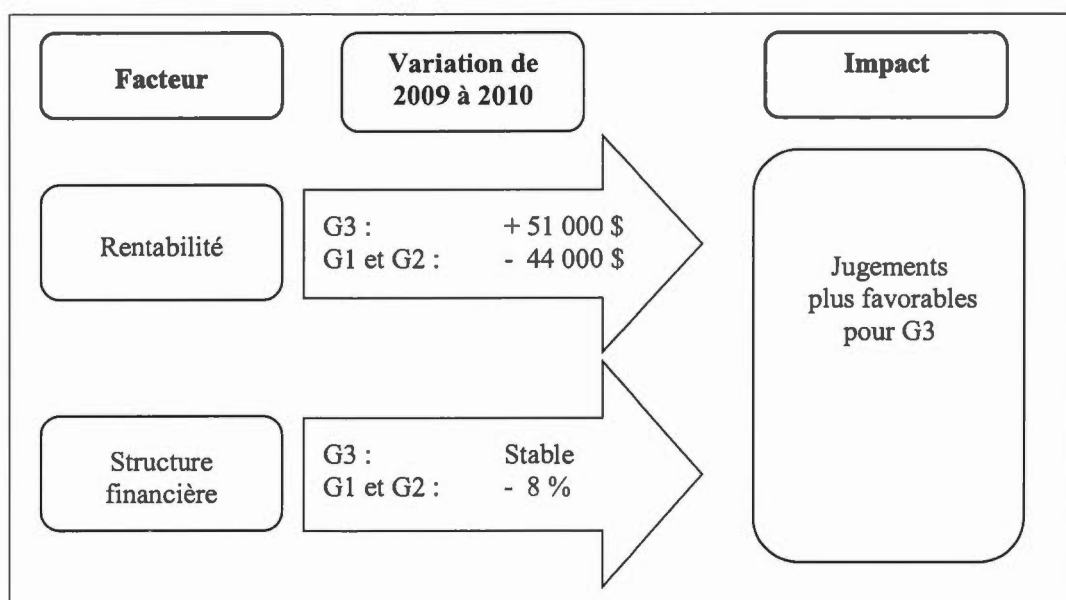 Facteur
Variation de
2009 à 2010
Impact
Rentabilité
G3 : + 51 000 $
G1 et G2 : - 44 000 $
Jugements
plus favorables
pour G3
Structure
financière
G3 : Stable
G1 et G2 : - 8 %